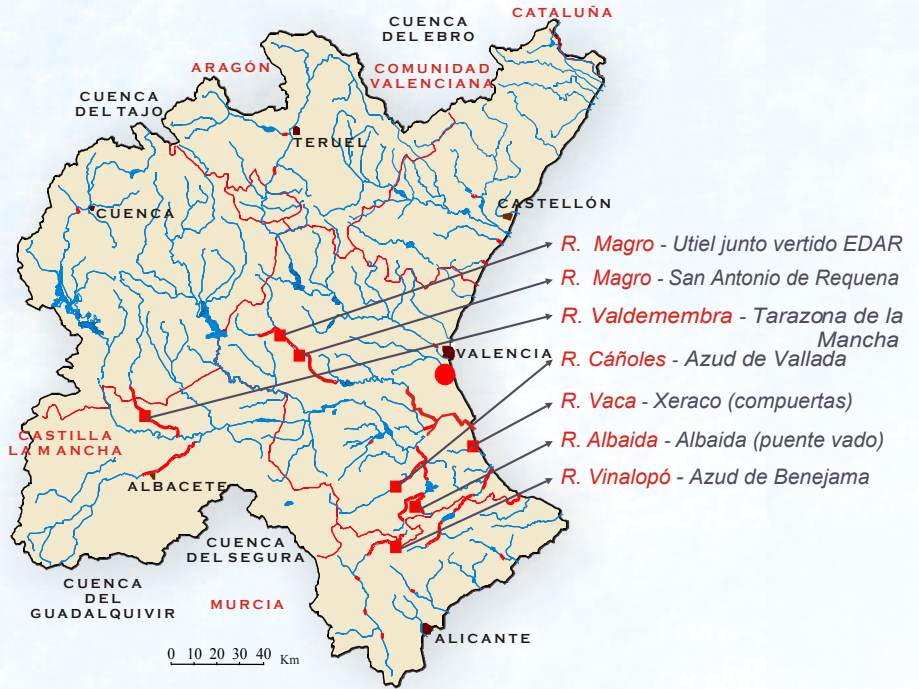 CATALUÑA
CUENCA
DEL EBRO
ARAGÓN
COMUNIDAD
VALENCIANA
CUENCA
DEL TAJO
TERUEL
CUENCA
CASTELLÓN
R. Magro - Utiel junto vertido EDAR
R. Magro - San Antonio de Requena
R. Valdemembra - Tarazona de la
Mancha
VALENCIA
R. Cáñoles - Azud de Vallada
R. Vaca - Xeraco (compuertas)
R. Albaida - Albaida (puente vado)
R. Vinalopó - Azud de Benejama
CASTILLA
LA MANCHA
ALBACETE
CUENCA
DEL SEGURA
CUENCA
DEL
GUADALQUIVIR
MURCIA
ALICANTE
0 10 20 30 40 Km